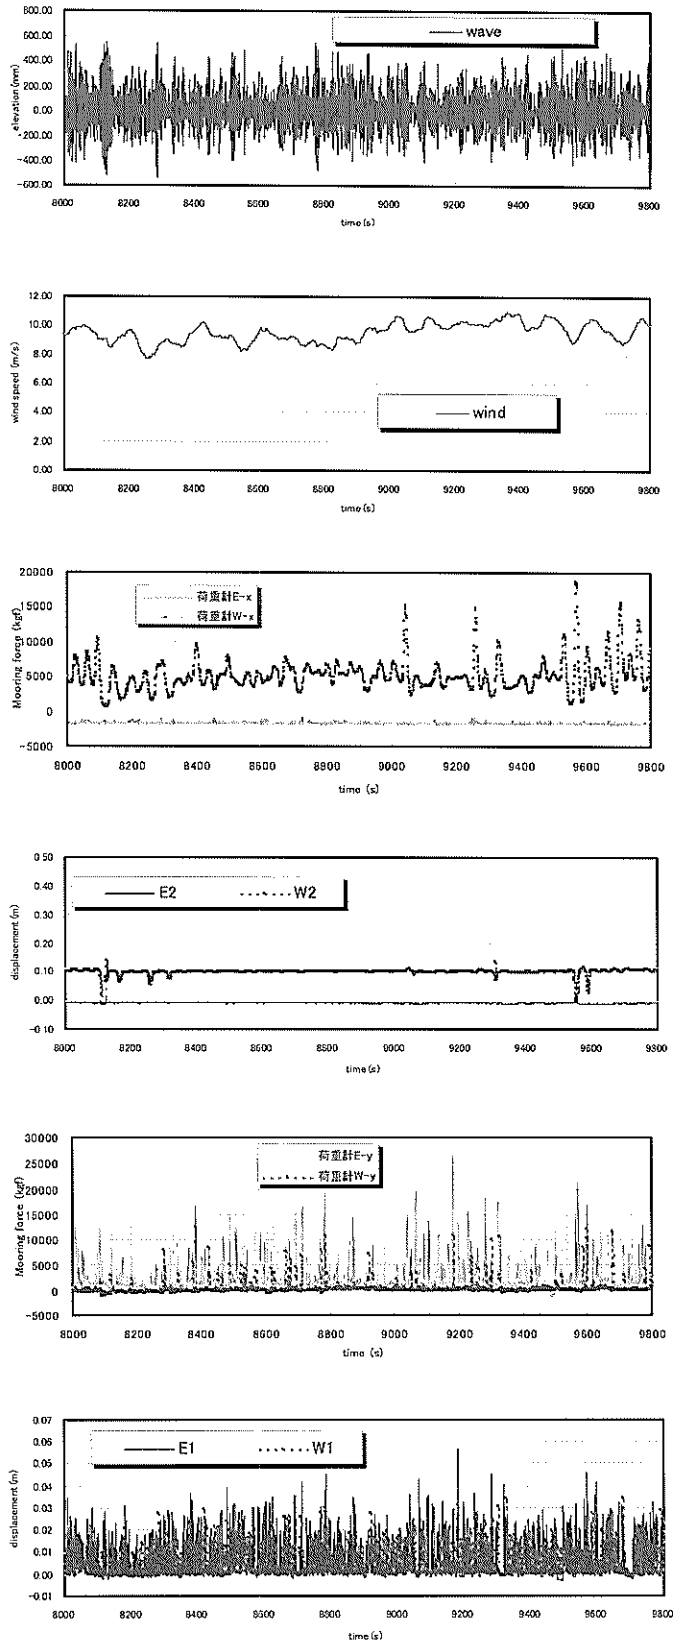 800.00
600.00
400.00
200.00
0.00
-200.00
-400.00
-600.00
elevation (mm)
wave
8000 8200 8400 8600 8800 9000 9200 9400 9600 9800
time (s)
12.00
10.00
8.00
6.00
4.00
2.00
0.00
wind speed (m/s)
wind
8000 8200 8400 8600 8800 9000 9200 9400 9600 9800
time (s)
20000
15000
10000
5000
0
-5000
Mooring force (kgf)
荷重計E-x
荷重計W-x
8000 8200 8400 8600 8800 9000 9200 9400 9600 9800
time (s)
0.50
0.40
0.30
0.20
0.10
0.00
-0.10
displacement (m)
E2 W2
8000 8200 8400 8600 8800 9000 9200 9400 9600 9800
time (s)
30000
25000
20000
15000
10000
5000
0
-5000
Mooring force (kgf)
荷重計E-y
荷重計W-y
8000 8200 8400 8600 8800 9000 9200 9400 9600 9800
time (s)
0.07
0.06
0.05
0.04
0.03
0.02
0.01
0.00
-0.01
displacement (m)
E1 W1
8000 8200 8400 8600 8800 9000 9200 9400 9600 9800
time (s)